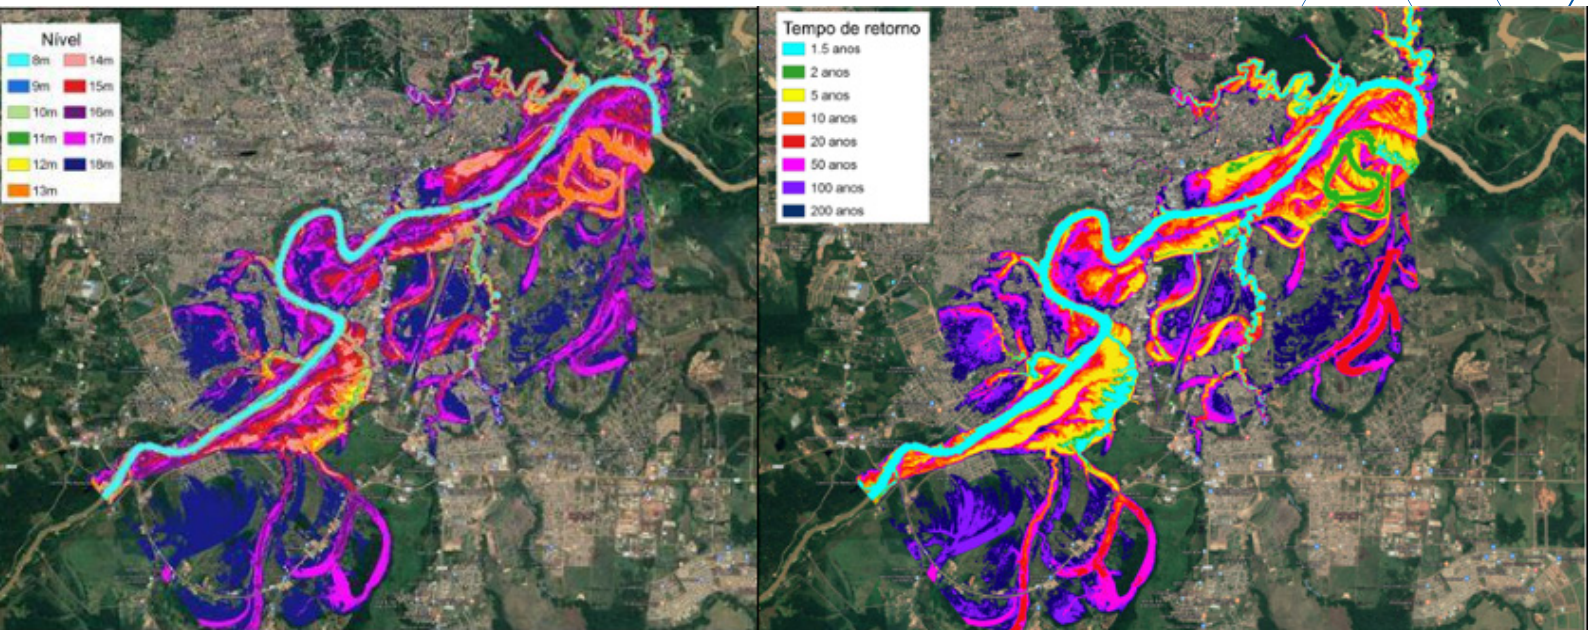 Nível
8m
14m
9m
15m
10m
16m
11m
17m
12m
18m
13m
Tempo de retorno
1.5 anos
2 anos
5 anos
10 anos
20 anos
50 anos
100 anos
200 anos